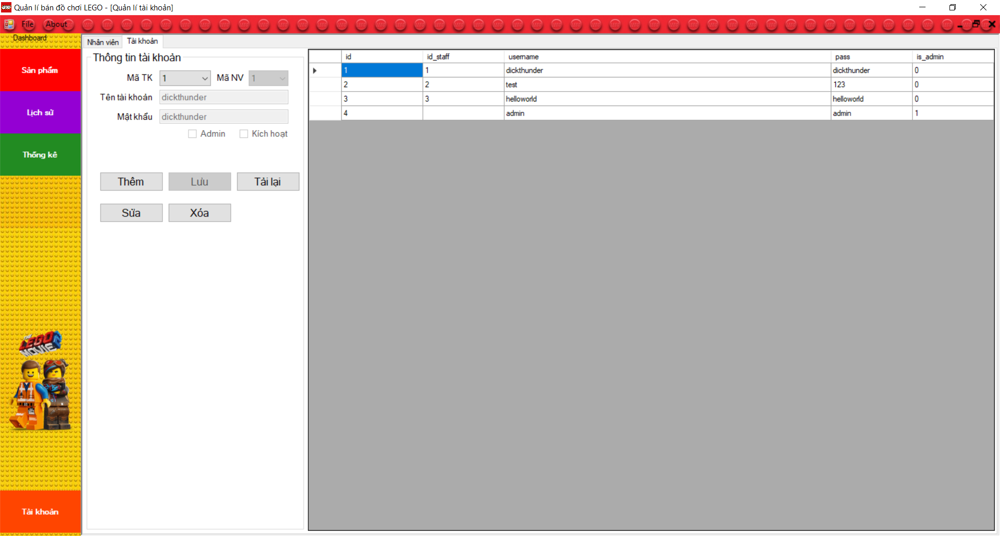 Quản lí bán đồ chơi LEGO - [Quản lí tài khoản]
File About
Dashboard
Sản phẩm
Lịch sử
Thống kê
THE LEGO MOVIE 2
Tài khoản
Nhân viên Tài khoản
Thông tin tài khoản
Mã TK 1 Mã NV 1
Tên tài khoản dickthunder
Mật khẩu dickthunder
Admin Kích hoạt
Thêm Lưu Tải lại
Sửa Xóa
id id_staff username pass is_admin
1 1 dickthunder dickthunder 0
2 2 test 123 0
3 3 helloworld helloworld 0
4 admin admin 1